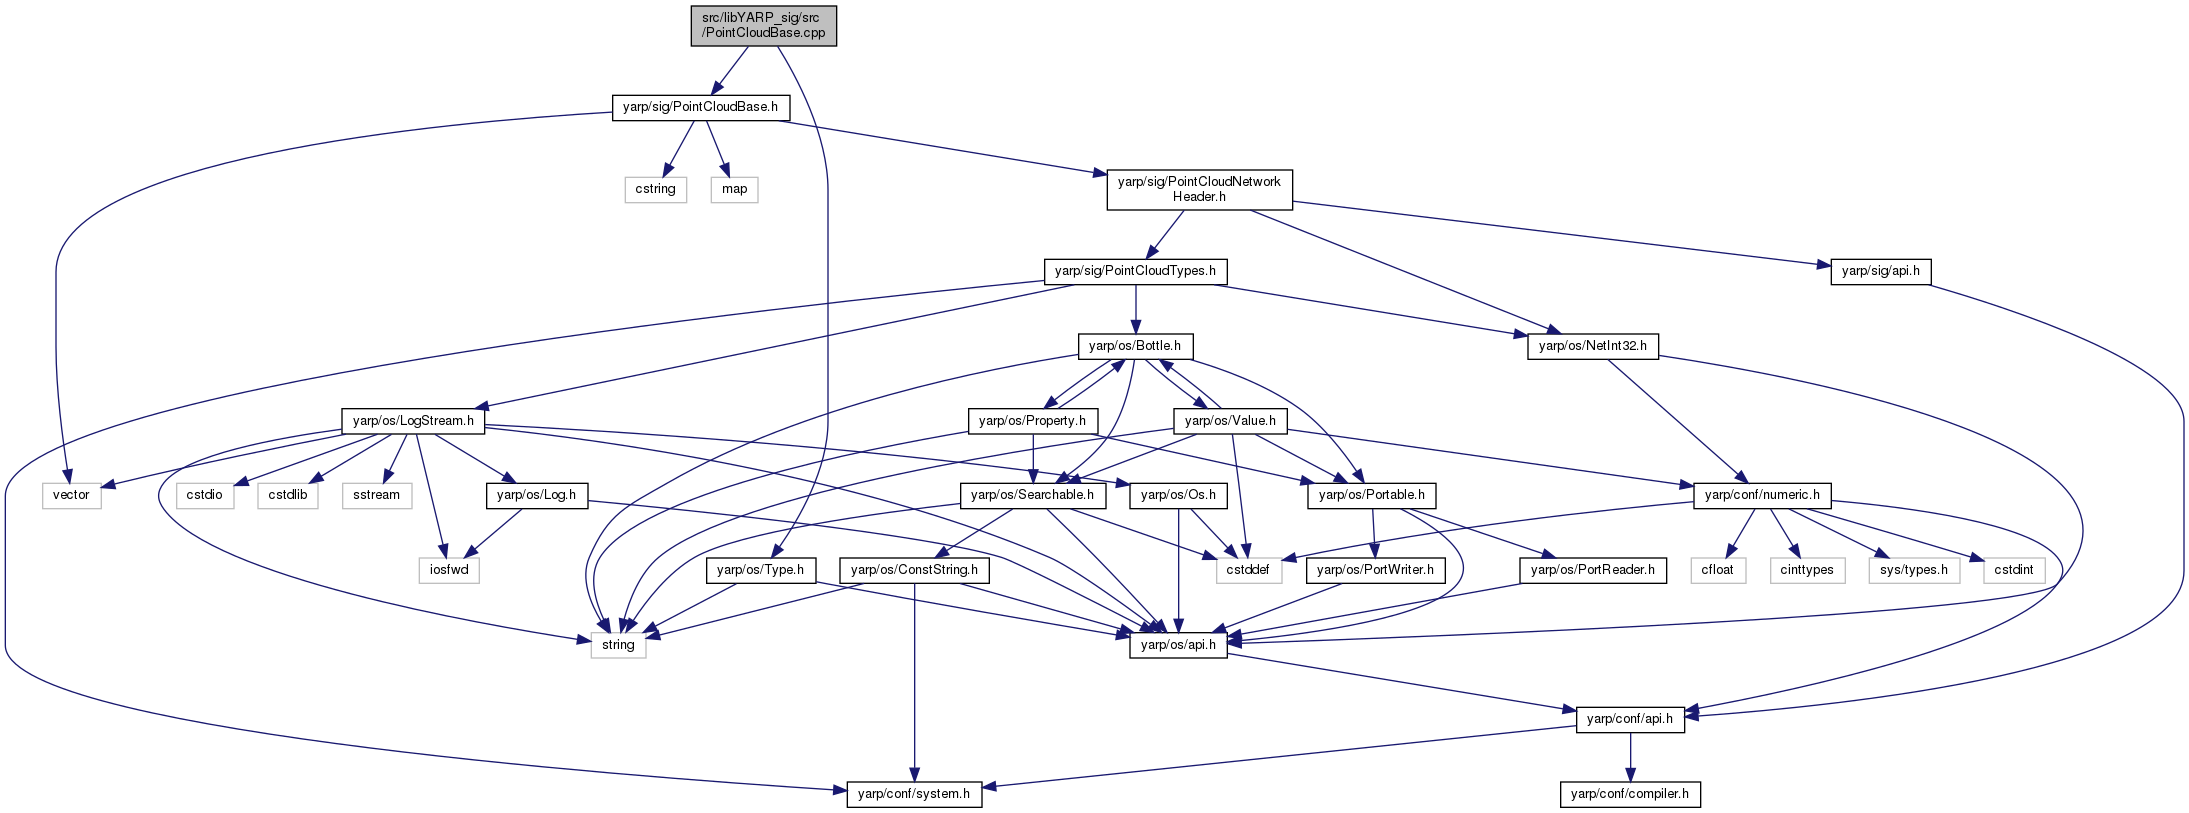 src/libYARP_sig/src
/PointCloudBase.cpp
yarp/sig/PointCloudBase.h
cstring
map
yarp/sig/PointCloudNetwork
Header.h
yarp/sig/PointCloudTypes.h
yarp/sig/api.h
yarp/os/Bottle.h
yarp/os/NetInt32.h
yarp/os/LogStream.h
yarp/os/Property.h
yarp/os/Value.h
vector
cstdio
cstdlib
sstream
yarp/os/Log.h
yarp/os/Searchable.h
yarp/os/Os.h
yarp/os/Portable.h
yarp/conf/numeric.h
iosfwd
yarp/os/Type.h
yarp/os/ConstString.h
cstddef
yarp/os/PortWriter.h
yarp/os/PortReader.h
cfloat
cinttypes
sys/types.h
cstdint
string
yarp/os/api.h
yarp/conf/api.h
yarp/conf/system.h
yarp/conf/compiler.h